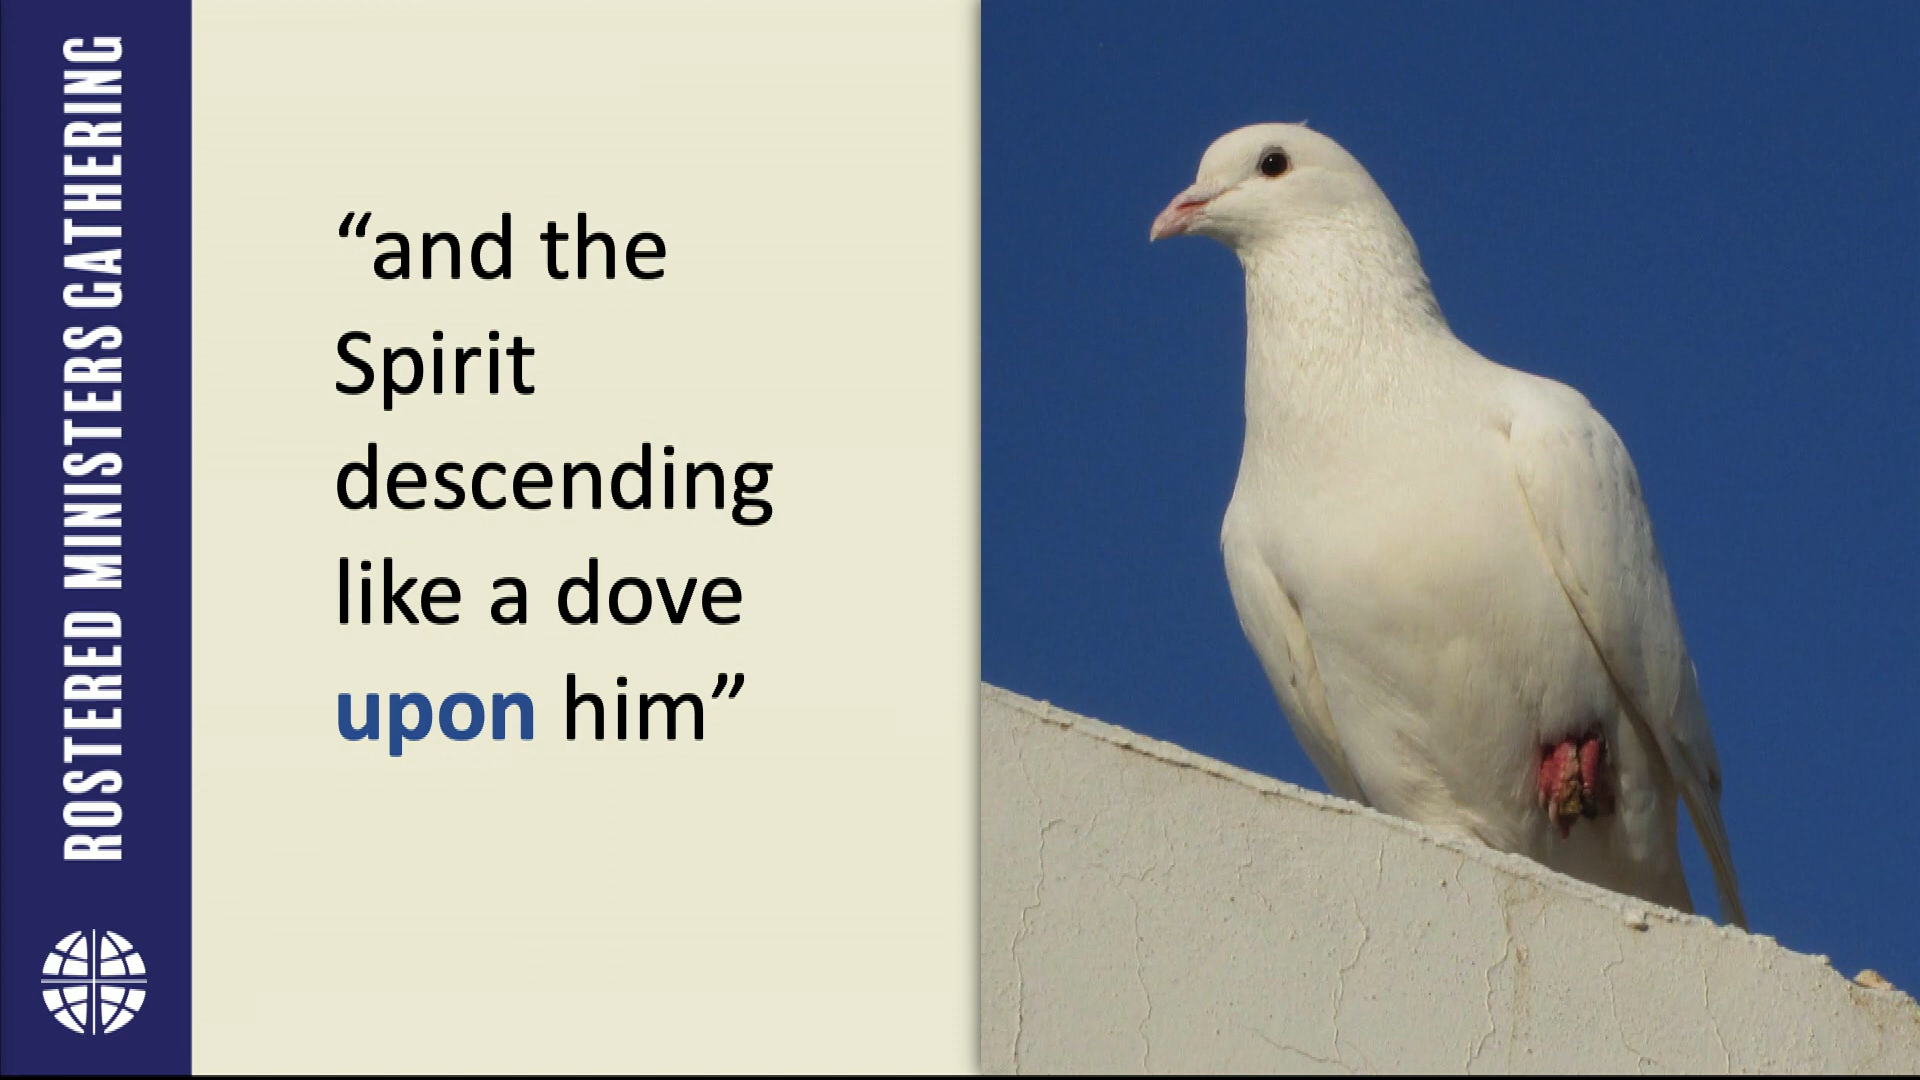 ROSTERED MINISTERS GATHERING
“and the
Spirit
descending
like a dove
upon him”